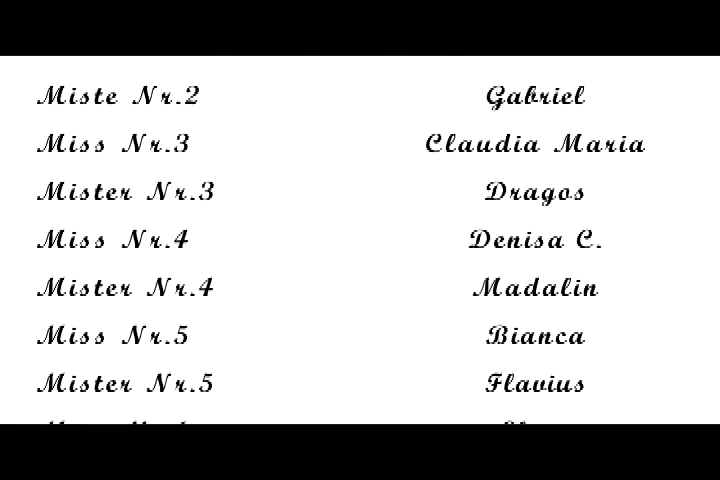 Miste Nr.2 Gabriel
Miss Nr.3 Claudia Maria
Mister Nr.3 Dragos
Miss Nr.4 Denisa C.
Mister Nr.4 Madalin
Miss Nr.5 Bianca
Mister Nr.5 Flavius